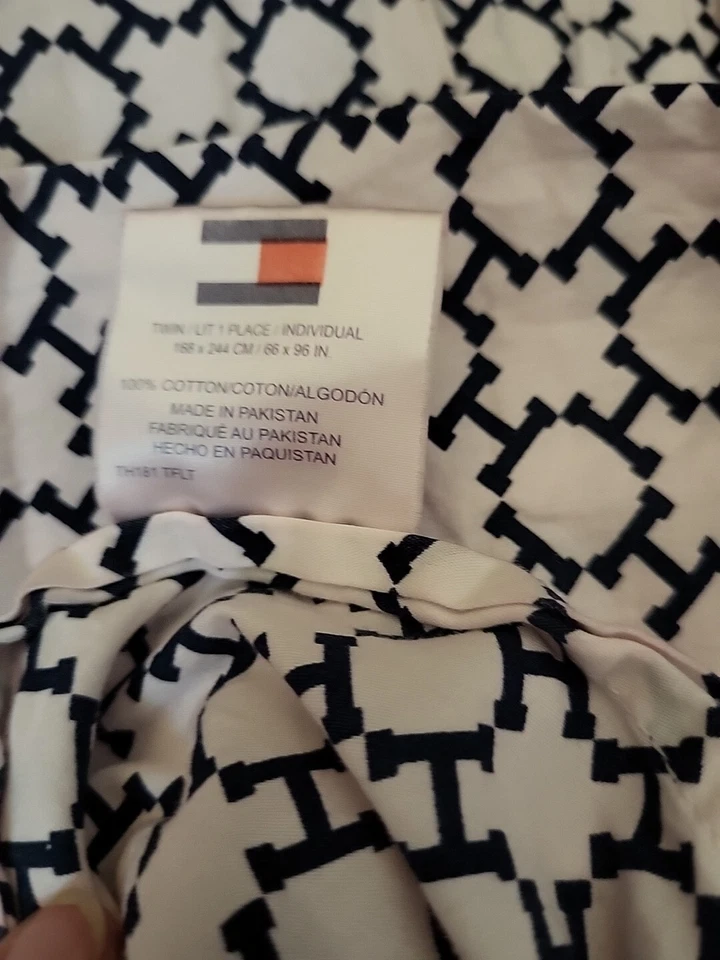 TWIN / LIT 1 PLACE / INDIVIDUAL
168 x 244 CM / 66 x 96 IN.
100% COTTON/COTON/ALGODÓN
MADE IN PAKISTAN
FABRIQUÉ AU PAKISTAN
HECHO EN PAQUISTAN
TH181 TFLT